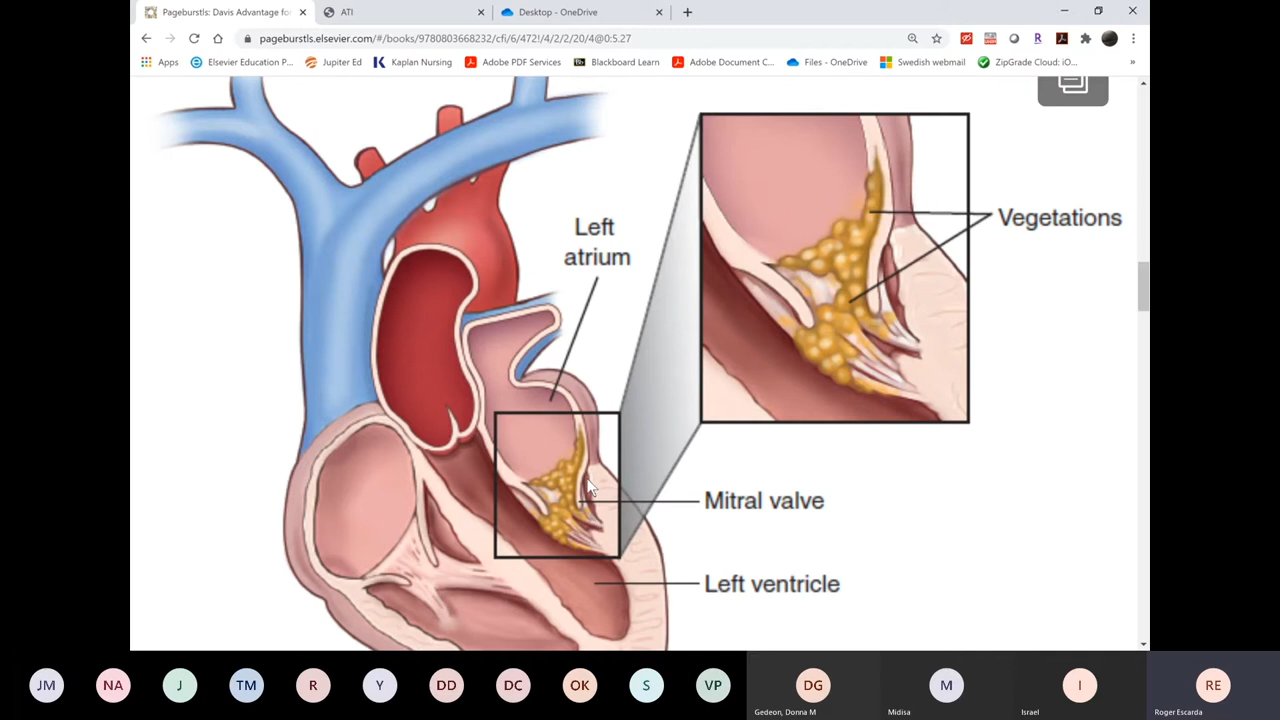 Pageburstls: Davis Advantage fo
ATI
Desktop - OneDrive
pageburstls.elsevier.com/#/books/9780803668232/cfi/6/472!/4/2/2/20/4@0:5.27
Apps
Elsevier Education P...
Jupiter Ed
Kaplan Nursing
Adobe PDF Services
Blackboard Learn
Adobe Document C...
Files - OneDrive
Swedish webmail
ZipGrade Cloud: iO...
Left
atrium
Vegetations
Mitral valve
Left ventricle
JM
NA
J
TM
R
Y
DD
DC
OK
S
VP
DG
Gedeon, Donna M
M
Midisa
I
Israel
RE
Roger Escarda